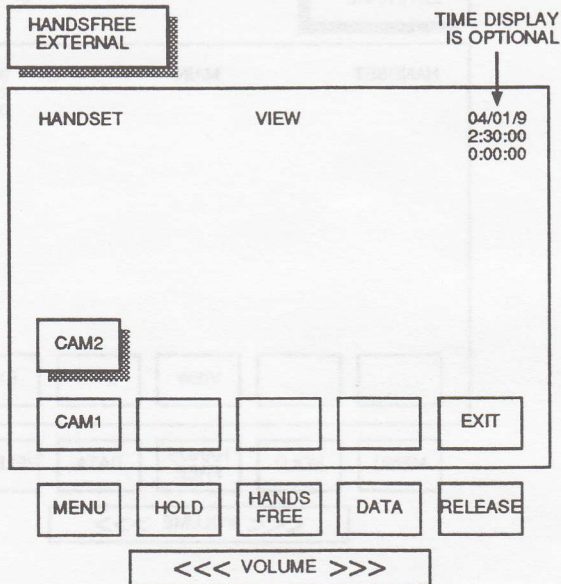 HANDSFREE
EXTERNAL
TIME DISPLAY
IS OPTIONAL
HANDSET VIEW 04/01/9
2:30:00
0:00:00
CAM2
CAM1 EXIT
MENU HOLD HANDS FREE DATA RELEASE
<<< VOLUME >>>